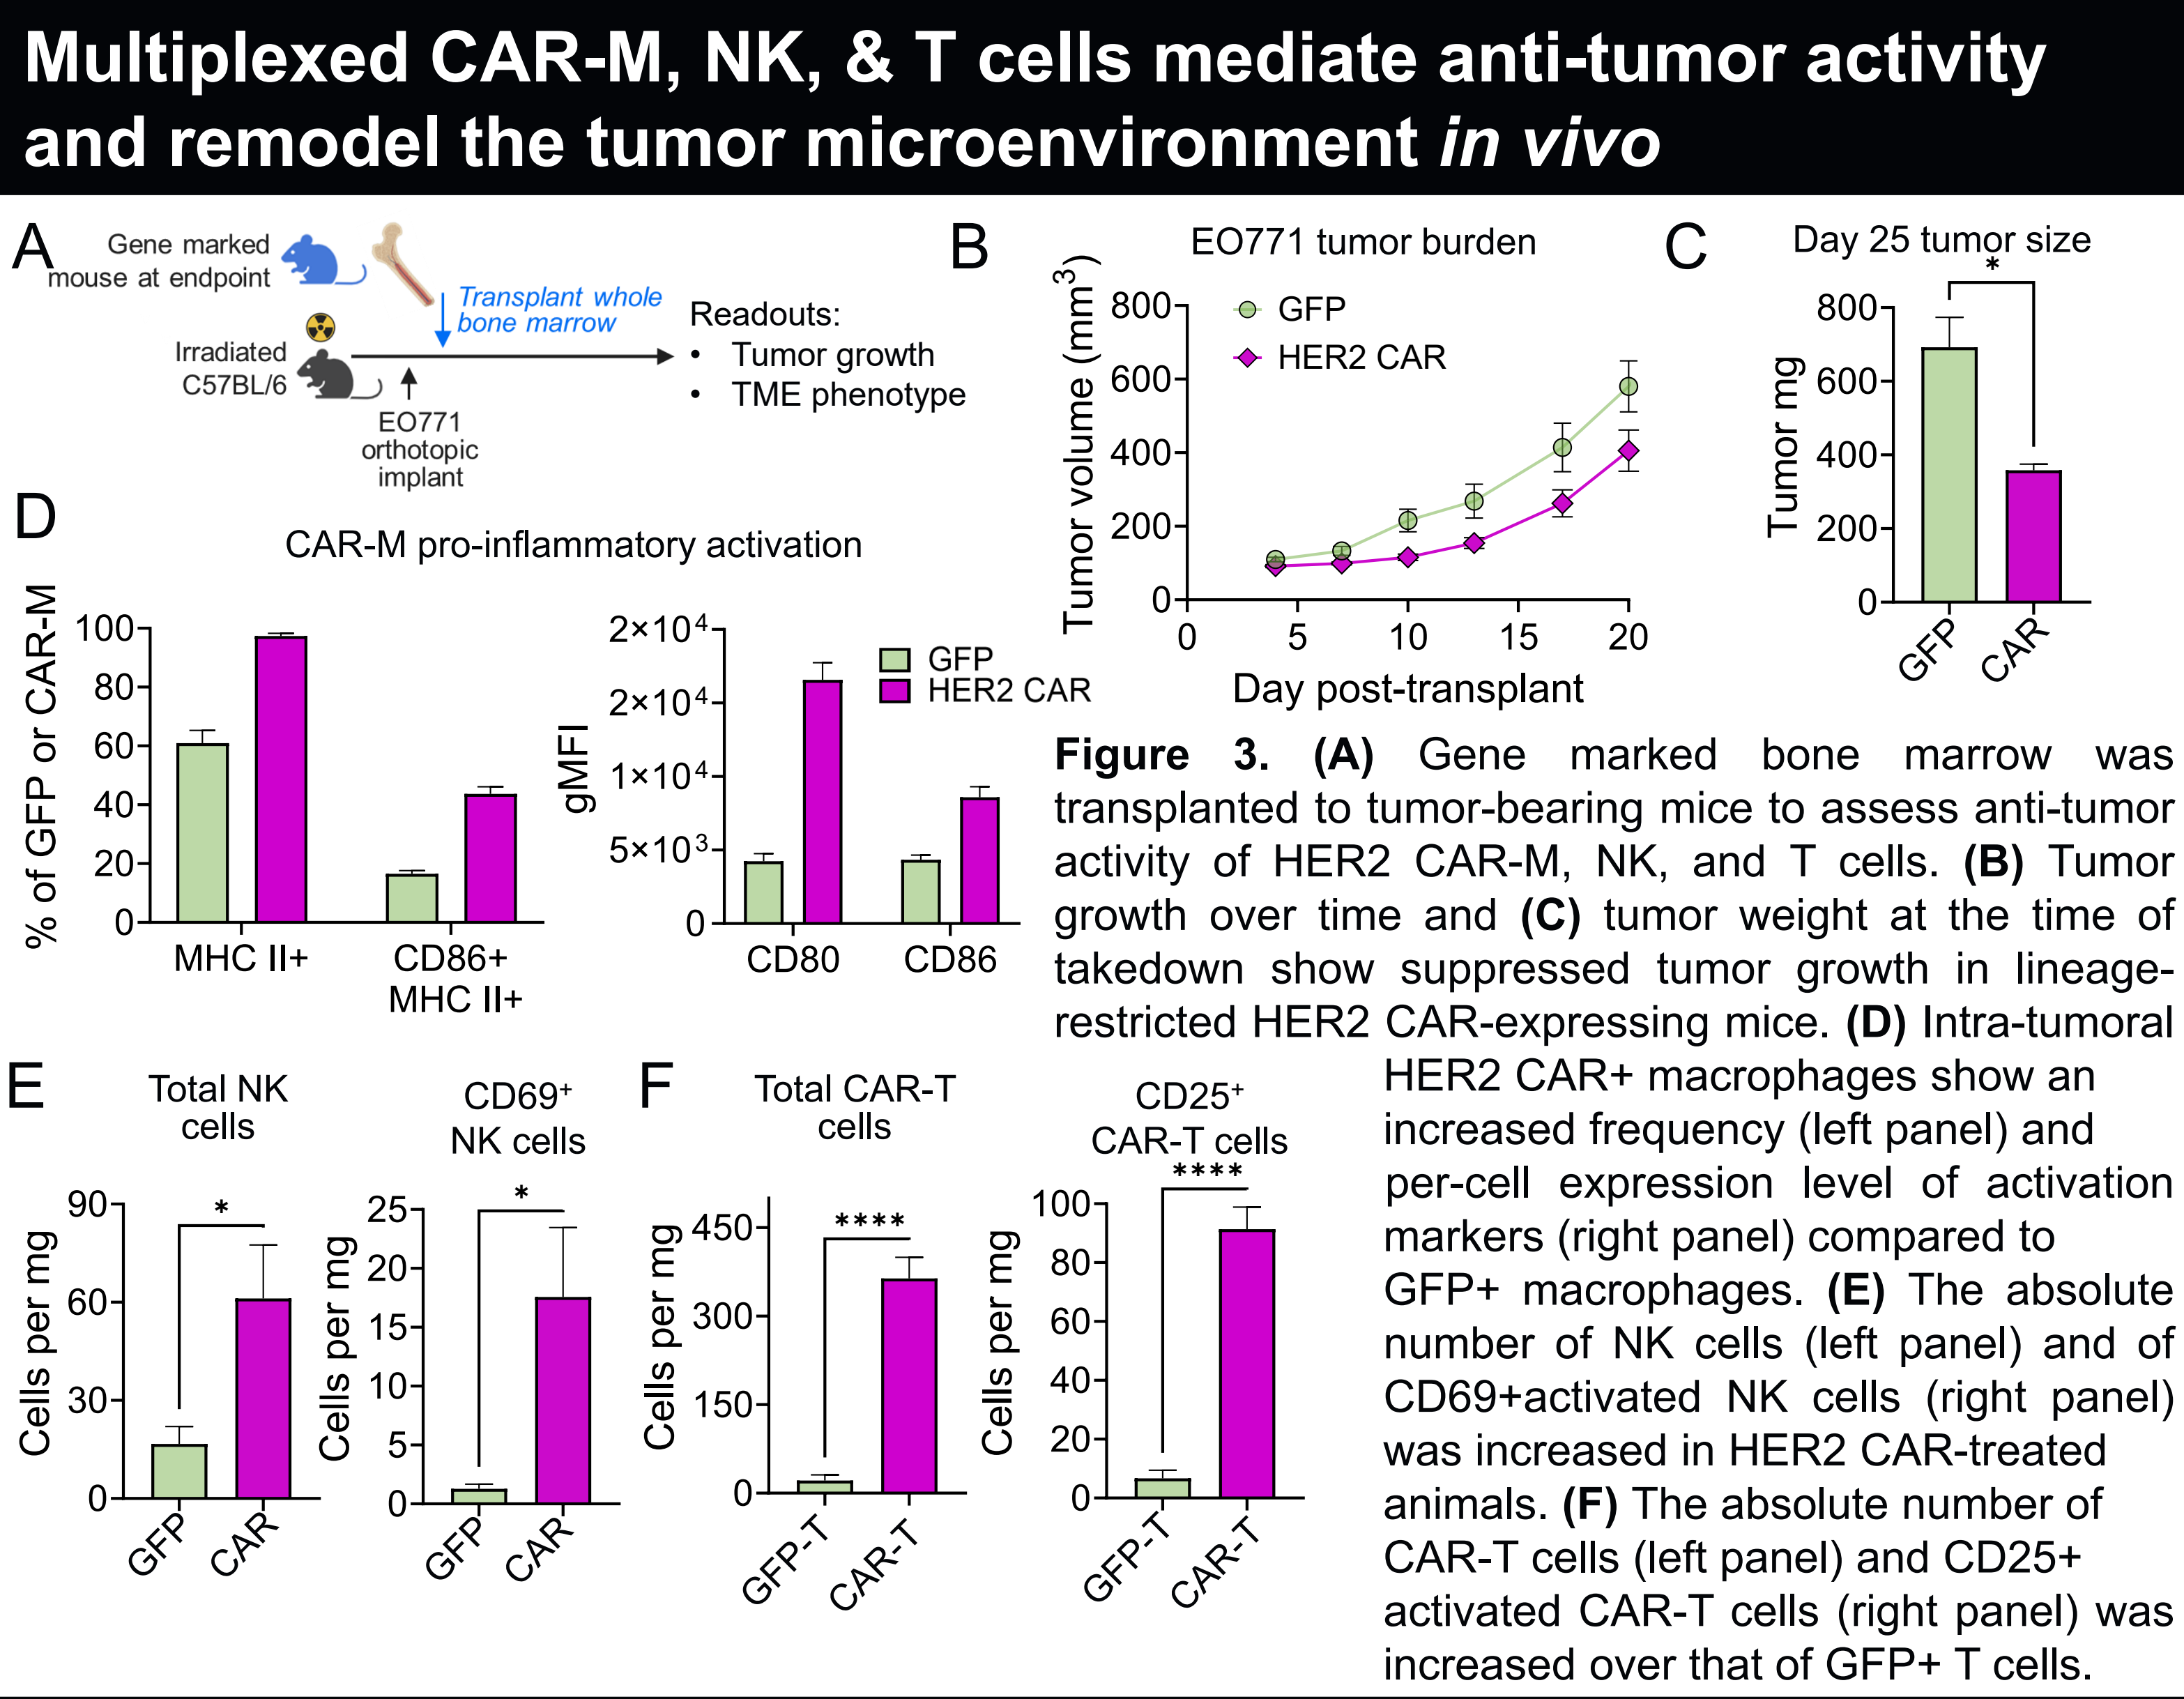 Multiplexed CAR-M, NK, & T cells mediate anti-tumor activity
and remodel the tumor microenvironment in vivo
A
Gene marked
mouse at endpoint
Transplant whole
bone marrow
Irradiated
C57BL/6
EO771
orthotopic
implant
Readouts:
• Tumor growth
• TME phenotype
B
EO771 tumor burden
Tumor volume (mm³)
800
600
400
200
0
GFP
HER2 CAR
0 5 10 15 20
Day post-transplant
C
Day 25 tumor size
*
Tumor mg
800
600
400
200
0
GFP CAR
D
CAR-M pro-inflammatory activation
% of GFP or CAR-M
100
80
60
40
20
0
MHC II+ CD86+
MHC II+
gMFI
2×10⁴
2×10⁴
1×10⁴
5×10³
0
GFP
HER2 CAR
CD80 CD86
E
Total NK
cells
Cells per mg
90
60
30
0
*
GFP CAR
CD69⁺
NK cells
Cells per mg
25
20
15
10
5
0
*
GFP CAR
F
Total CAR-T
cells
Cells per mg
450
300
150
0
****
GFP-T CAR-T
CD25⁺
CAR-T cells
Cells per mg
100
80
60
40
20
0
****
GFP-T CAR-T
Figure 3. (A) Gene marked bone marrow was
transplanted to tumor-bearing mice to assess anti-tumor
activity of HER2 CAR-M, NK, and T cells. (B) Tumor
growth over time and (C) tumor weight at the time of
takedown show suppressed tumor growth in lineage-
restricted HER2 CAR-expressing mice. (D) Intra-tumoral
HER2 CAR+ macrophages show an
increased frequency (left panel) and
per-cell expression level of activation
markers (right panel) compared to
GFP+ macrophages. (E) The absolute
number of NK cells (left panel) and of
CD69+activated NK cells (right panel)
was increased in HER2 CAR-treated
animals. (F) The absolute number of
CAR-T cells (left panel) and CD25+
activated CAR-T cells (right panel) was
increased over that of GFP+ T cells.